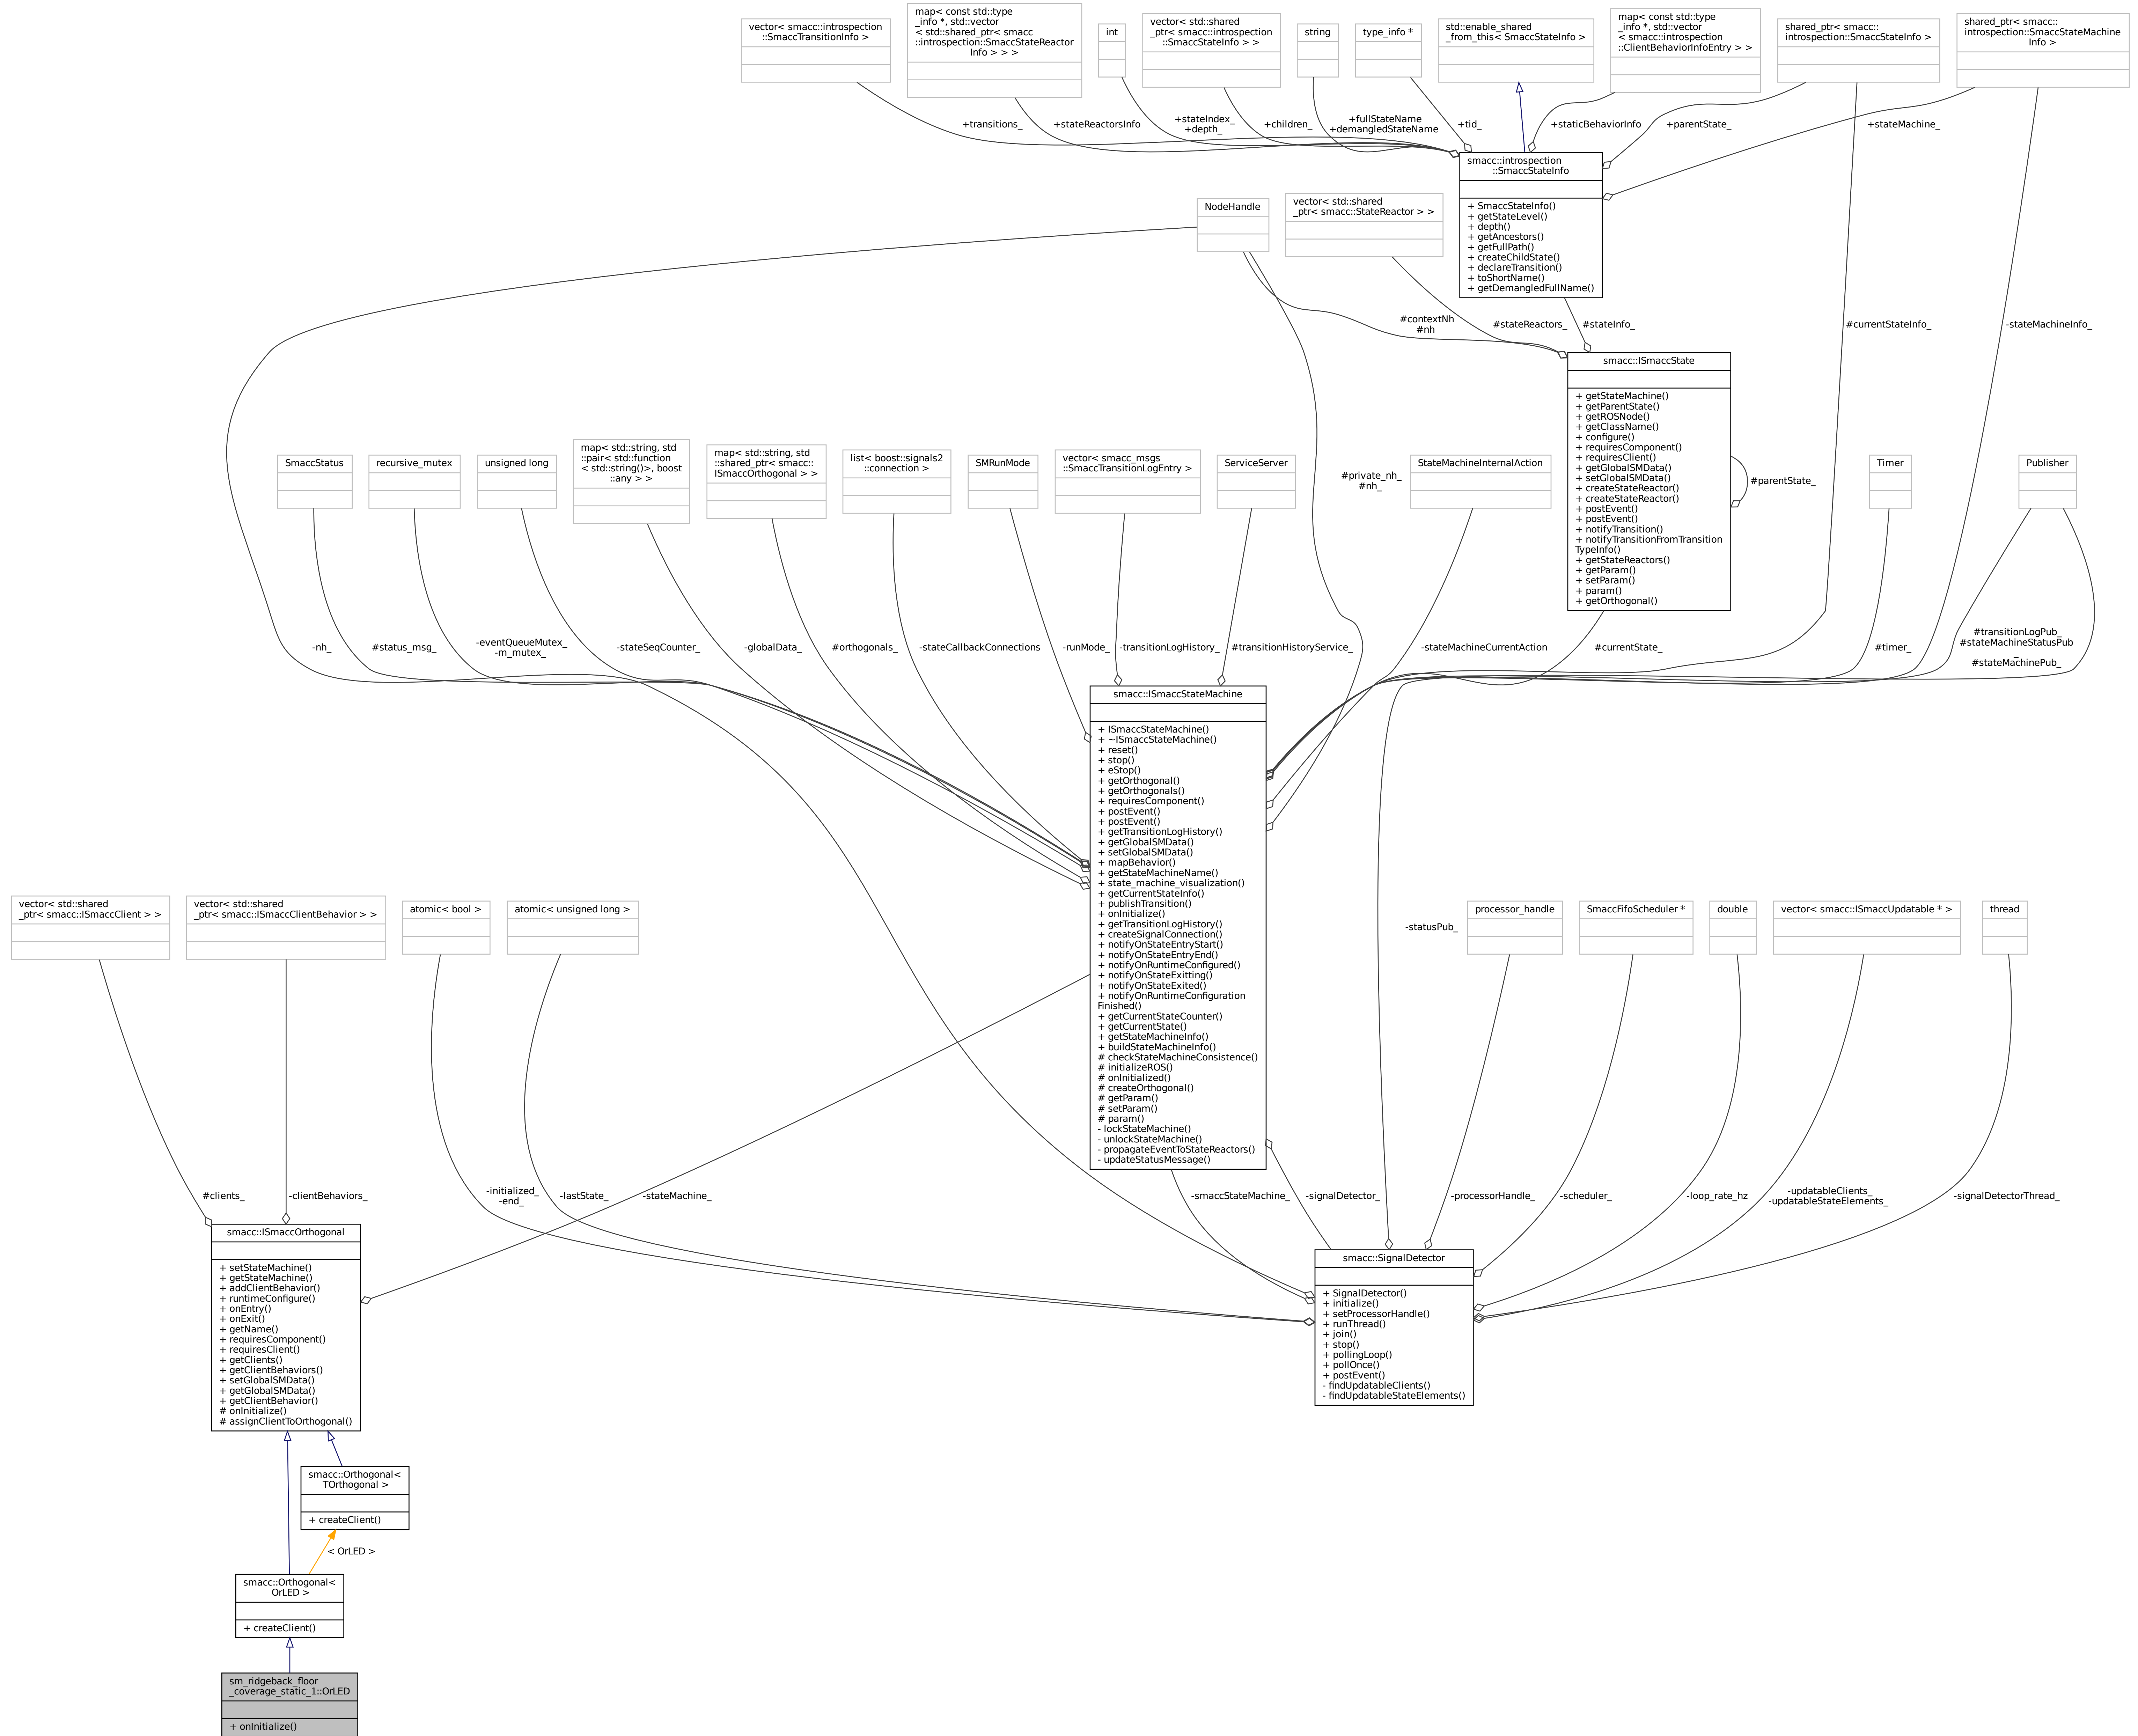 vector< smacc::introspection
::SmaccTransitionInfo >
map< const std::type
_info *, std::vector
< std::shared_ptr< smacc
::introspection::SmaccStateReactor
Info > > >
int
vector< std::shared
_ptr< smacc::introspection
::SmaccStateInfo > >
string
type_info *
std::enable_shared
_from_this< SmaccStateInfo >
map< const std::type
_info *, std::vector
< smacc::introspection
::ClientBehaviorInfoEntry > >
shared_ptr< smacc::
introspection::SmaccStateInfo >
shared_ptr< smacc::
introspection::SmaccStateMachine
Info >
+transitions_
+stateReactorsInfo
+stateIndex_
+depth_
+children_
+fullStateName
+demangledStateName
+tid_
+staticBehaviorInfo
+parentState_
+stateMachine_
smacc::introspection
::SmaccStateInfo
+ SmaccStateInfo()
+ getStateLevel()
+ depth()
+ getAncestors()
+ getFullPath()
+ createChildState()
+ declareTransition()
+ toShortName()
+ getDemangledFullName()
NodeHandle
vector< std::shared
_ptr< smacc::StateReactor > >
#contextNh
#nh
#stateReactors_
#stateInfo_
#currentStateInfo_
-stateMachineInfo_
smacc::ISmaccState
+ getStateMachine()
+ getParentState()
+ getROSNode()
+ getClassName()
+ configure()
+ requiresComponent()
+ requiresClient()
+ getGlobalSMData()
+ setGlobalSMData()
+ createStateReactor()
+ createStateReactor()
+ postEvent()
+ postEvent()
+ notifyTransition()
+ notifyTransitionFromTransition
TypeInfo()
+ getStateReactors()
+ getParam()
+ setParam()
+ param()
+ getOrthogonal()
#parentState_
SmaccStatus
recursive_mutex
unsigned long
map< std::string, std
::pair< std::function
< std::string()>, boost
::any > >
map< std::string, std
::shared_ptr< smacc::
ISmaccOrthogonal > >
list< boost::signals2
::connection >
SMRunMode
vector< smacc_msgs
::SmaccTransitionLogEntry >
ServiceServer
#private_nh_
#nh_
StateMachineInternalAction
Timer
Publisher
-nh_
#status_msg_
-eventQueueMutex_
-m_mutex_
-stateSeqCounter_
-globalData_
#orthogonals_
-stateCallbackConnections
-runMode_
-transitionLogHistory_
#transitionHistoryService_
-stateMachineCurrentAction
#currentState_
#timer_
#transitionLogPub_
#stateMachineStatusPub
_
#stateMachinePub_
smacc::ISmaccStateMachine
+ ISmaccStateMachine()
+ ~ISmaccStateMachine()
+ reset()
+ stop()
+ eStop()
+ getOrthogonal()
+ getOrthogonals()
+ requiresComponent()
+ postEvent()
+ postEvent()
+ getTransitionLogHistory()
+ getGlobalSMData()
+ setGlobalSMData()
+ mapBehavior()
+ getStateMachineName()
+ state_machine_visualization()
+ getCurrentStateInfo()
+ publishTransition()
+ onInitialize()
+ getTransitionLogHistory()
+ createSignalConnection()
+ notifyOnStateEntryStart()
+ notifyOnStateEntryEnd()
+ notifyOnRuntimeConfigured()
+ notifyOnStateExitting()
+ notifyOnStateExited()
+ notifyOnRuntimeConfiguration
Finished()
+ getCurrentStateCounter()
+ getCurrentState()
+ getStateMachineInfo()
+ buildStateMachineInfo()
# checkStateMachineConsistence()
# initializeROS()
# onInitialized()
# createOrthogonal()
# getParam()
# setParam()
# param()
- lockStateMachine()
- unlockStateMachine()
- propagateEventToStateReactors()
- updateStatusMessage()
vector< std::shared
_ptr< smacc::ISmaccClient > >
vector< std::shared
_ptr< smacc::ISmaccClientBehavior > >
atomic< bool >
atomic< unsigned long >
-statusPub_
processor_handle
SmaccFifoScheduler *
double
vector< smacc::ISmaccUpdatable * >
thread
#clients_
-clientBehaviors_
-initialized_
-end_
-lastState_
-stateMachine_
-smaccStateMachine_
-signalDetector_
-processorHandle_
-scheduler_
-loop_rate_hz
-updatableClients_
-updatableStateElements_
-signalDetectorThread_
smacc::ISmaccOrthogonal
+ setStateMachine()
+ getStateMachine()
+ addClientBehavior()
+ runtimeConfigure()
+ onEntry()
+ onExit()
+ getName()
+ requiresComponent()
+ requiresClient()
+ getClients()
+ getClientBehaviors()
+ setGlobalSMData()
+ getGlobalSMData()
+ getClientBehavior()
# onInitialize()
# assignClientToOrthogonal()
smacc::SignalDetector
+ SignalDetector()
+ initialize()
+ setProcessorHandle()
+ runThread()
+ join()
+ stop()
+ pollingLoop()
+ pollOnce()
+ postEvent()
- findUpdatableClients()
- findUpdatableStateElements()
smacc::Orthogonal<
TOrthogonal >
+ createClient()
< OrLED >
smacc::Orthogonal<
OrLED >
+ createClient()
sm_ridgeback_floor
_coverage_static_1::OrLED
+ onInitialize()